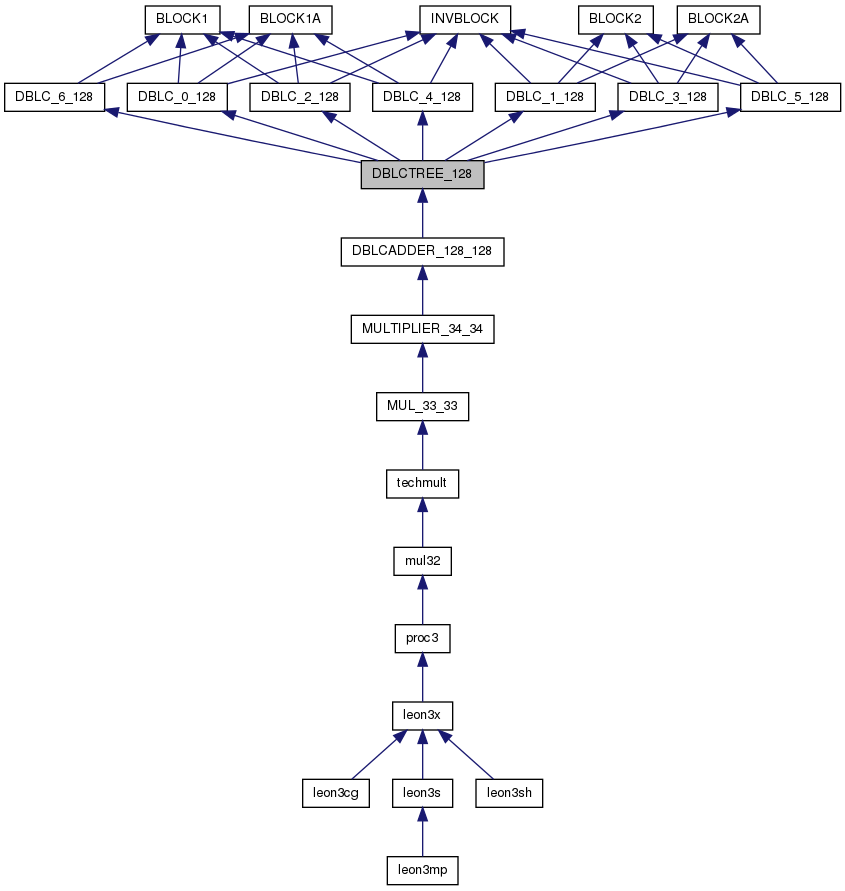 BLOCK1 BLOCK1A INVBLOCK BLOCK2 BLOCK2A
DBLC_6_128 DBLC_0_128 DBLC_2_128 DBLC_4_128 DBLC_1_128 DBLC_3_128 DBLC_5_128
DBLCTREE_128
DBLCADDER_128_128
MULTIPLIER_34_34
MUL_33_33
techmult
mul32
proc3
leon3x
leon3cg leon3s leon3sh
leon3mp